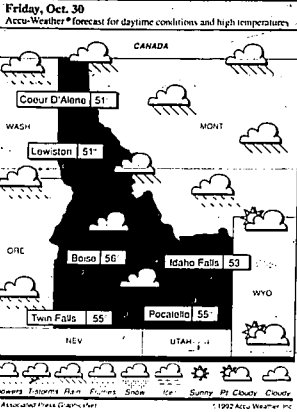 Friday, Oct. 30
Accu-Weather® forecast for daytime conditions and high temperatures
CANADA
Coeur D'Alene 51°
WASH
MONT
Lewiston 51°
ORE
Boise 56°
Idaho Falls 53
WYO
Twin Falls 55°
Pocatello 55°
NEV
UTAH
Showers T-storms Rain Flurries Snow Ice Sunny Pt Cloudy Cloudy
Associated Press GraphicsNet ©1992 Accu-Weather, Inc